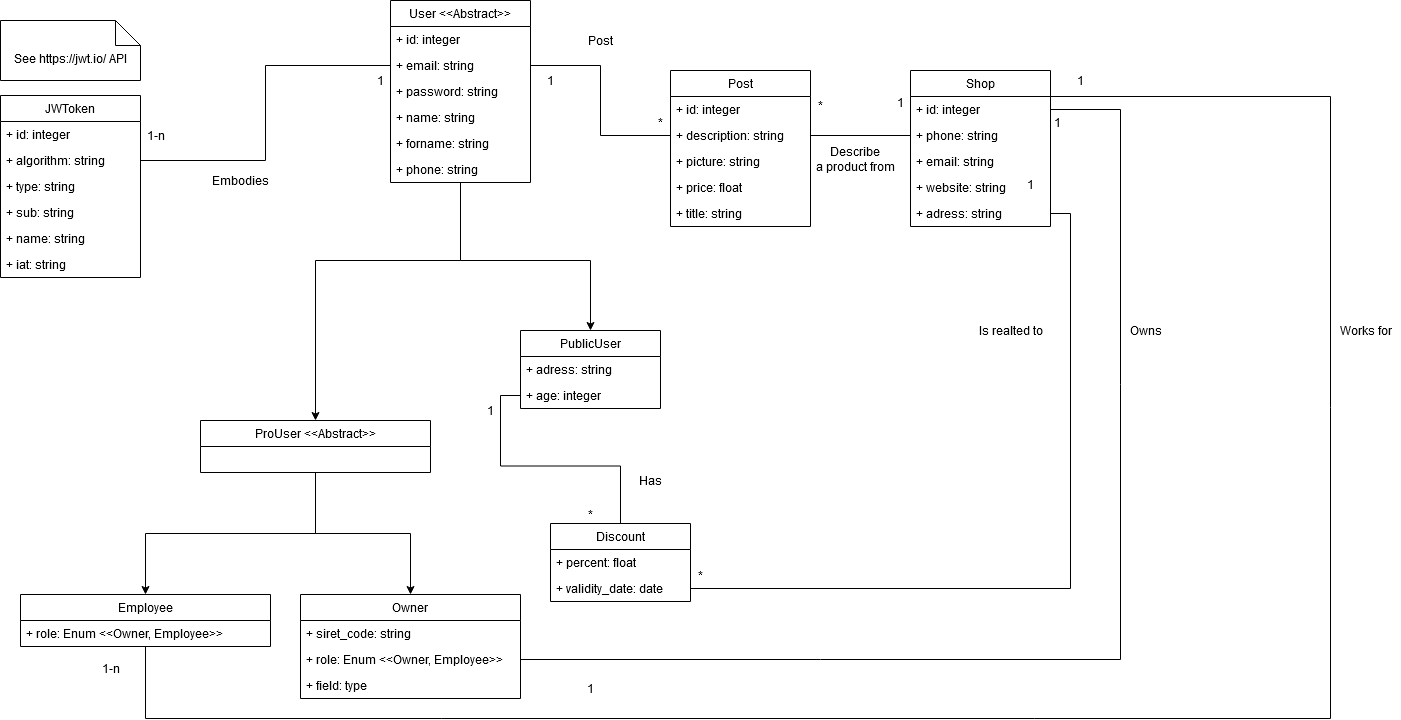 See https://jwt.io/ API
JWToken
+ id: integer
+ algorithm: string
+ type: string
+ sub: string
+ name: string
+ iat: string
1-n
Embodies
1
User <<Abstract>>
+ id: integer
+ email: string
+ password: string
+ name: string
+ forname: string
+ phone: string
1
Post
*
Post
+ id: integer
+ description: string
+ picture: string
+ price: float
+ title: string
*
1
Describe
a product from
Shop
+ id: integer
+ phone: string
+ email: string
+ website: string
+ adress: string
1
1
1
Is realted to
Owns
Works for
PublicUser
+ adress: string
+ age: integer
1
Has
*
ProUser <<Abstract>>
Discount
+ percent: float
+ validity_date: date
*
Employee
+ role: Enum <<Owner, Employee>>
1-n
Owner
+ siret_code: string
+ role: Enum <<Owner, Employee>>
+ field: type
1